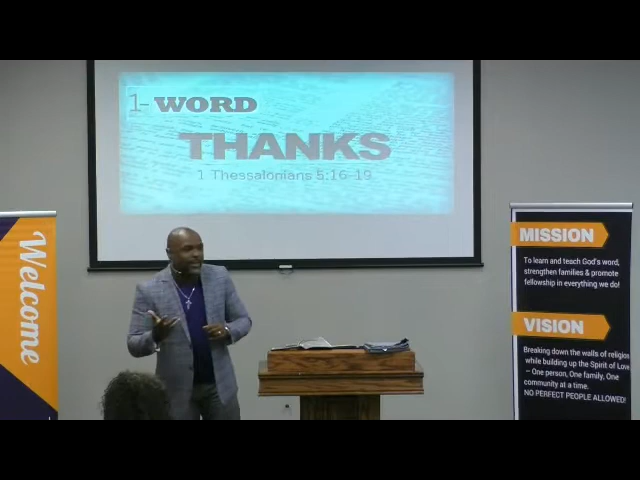 1- WORD
THANKS
1 Thessalonians 5:16-19
Welcome
MISSION
To learn and teach God's word,
strengthen families & promote
fellowship in everything we do!
VISION
Breaking down the walls of religion
while building up the Spirit of Love
– One person, One family, One
community at a time.
NO PERFECT PEOPLE ALLOWED!